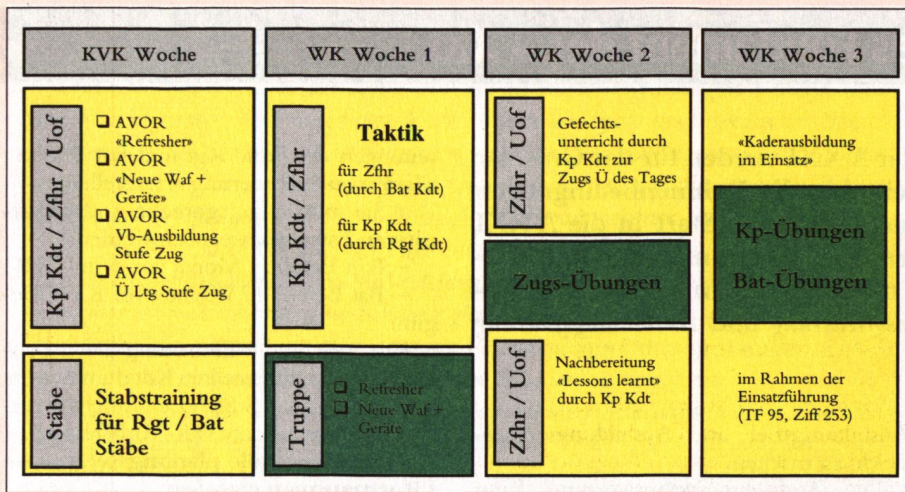 KVK Woche
Kp Kdt / Zfhr / Uof
❑ AVOR
«Refresher»
❑ AVOR
«Neue Waf +
Geräte»
❑ AVOR
Vb-Ausbildung
Stufe Zug
❑ AVOR
Ü Ltg Stufe Zug
Stäbe
Stabstraining
für Rgt / Bat
Stäbe
WK Woche 1
Kp Kdt / Zfhr
Taktik
für Zfhr
(durch Bat Kdt)
für Kp Kdt
(durch Rgt Kdt)
Truppe
❑ Refresher
❑ Neue Waf +
Geräte
WK Woche 2
Zfhr / Uof
Gefechts-
unterricht durch
Kp Kdt zur
Zugs Ü des Tages
Zugs-Übungen
Zfhr / Uof
Nachbereitung
«Lessons learnt»
durch Kp Kdt
WK Woche 3
«Kaderausbildung
im Einsatz»
Kp-Übungen
Bat-Übungen
im Rahmen der
Einsatzführung
(TF 95, Ziff 253)